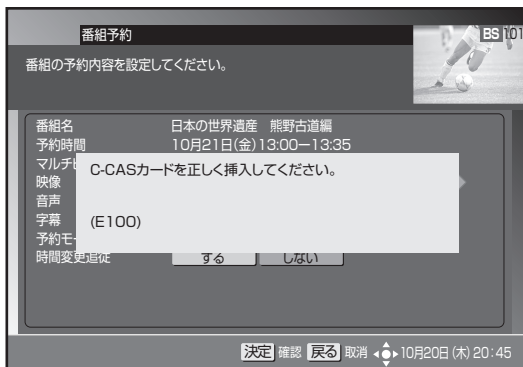 番組予約
BS 101
番組の予約内容を設定してください。
番組名 日本の世界遺産 熊野古道編
予約時間 10月21日(金)13:00ー13:35
マルチ
映像
音声
字幕
予約モー
時間変更追従 する しない
C-CASカードを正しく挿入してください。
(E100)
決定 確認 戻る 取消 10月20日(木)20:45